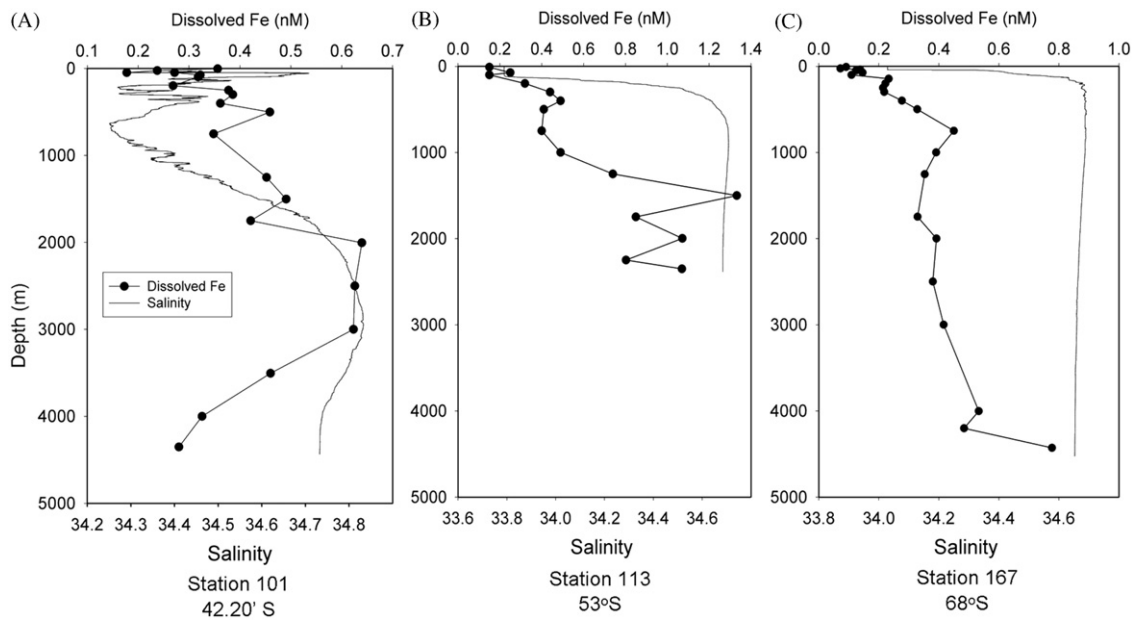 (A)
Dissolved Fe (nM)
0.1 0.2 0.3 0.4 0.5 0.6 0.7
0
1000
2000
3000
4000
5000
Depth (m)
Dissolved Fe
Salinity
34.2 34.3 34.4 34.5 34.6 34.7 34.8
Salinity
Station 101
42.20' S
(B)
Dissolved Fe (nM)
0.0 0.2 0.4 0.6 0.8 1.0 1.2 1.4
0
1000
2000
3000
4000
5000
33.6 34.0 34.4 34.6
Salinity
Station 113
53°S
(C)
Dissolved Fe (nM)
0.0 0.2 0.4 0.6 0.8 1.0
0
1000
2000
3000
4000
5000
33.8 34.0 34.2 34.4 34.6
Salinity
Station 167
68°S